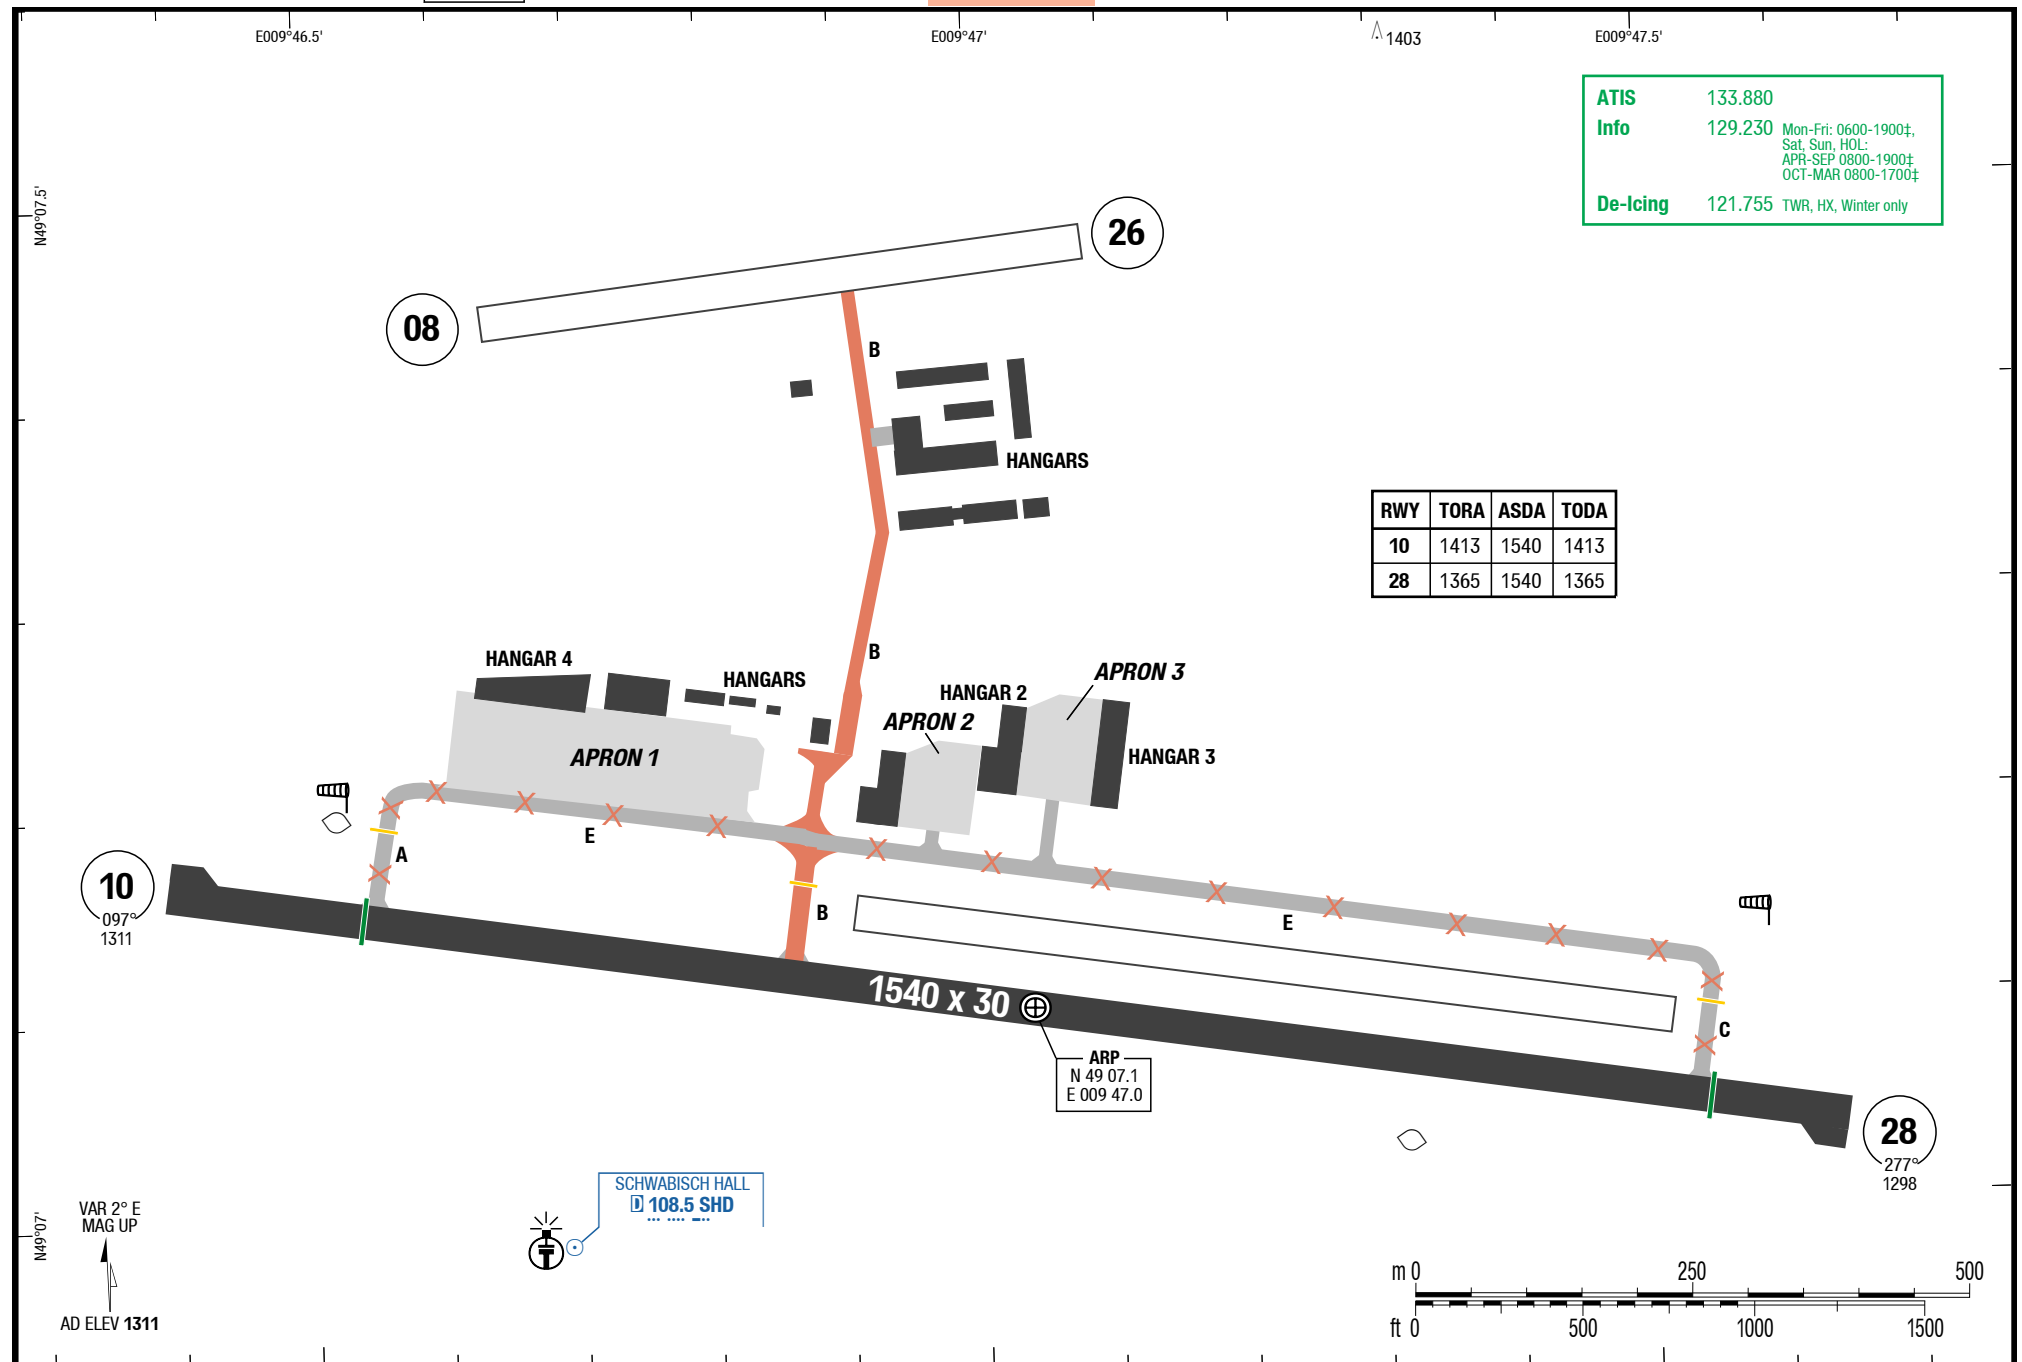 E009°46.5'
E009°47'
1403
E009°47.5'
ATIS 133.880
Info 129.230 Mon-Fri: 0600-1900‡,
Sat, Sun, HOL:
APR-SEP 0800-1900‡
OCT-MAR 0800-1700‡
De-Icing 121.755 TWR, HX, Winter only
N49°07.5'
26
08
B
HANGARS
RWY TORA ASDA TODA
10 1413 1540 1413
28 1365 1540 1365
B
HANGAR 4
HANGARS
APRON 3
HANGAR 2
APRON 2
APRON 1
HANGAR 3
E
A
10
097°
1311
B
E
1540 x 30
C
ARP
N 49 07.1
E 009 47.0
28
277°
1298
SCHWABISCH HALL
D 108.5 SHD
VAR 2° E
MAG UP
N49°07'
AD ELEV 1311
m 0 250 500
ft 0 500 1000 1500